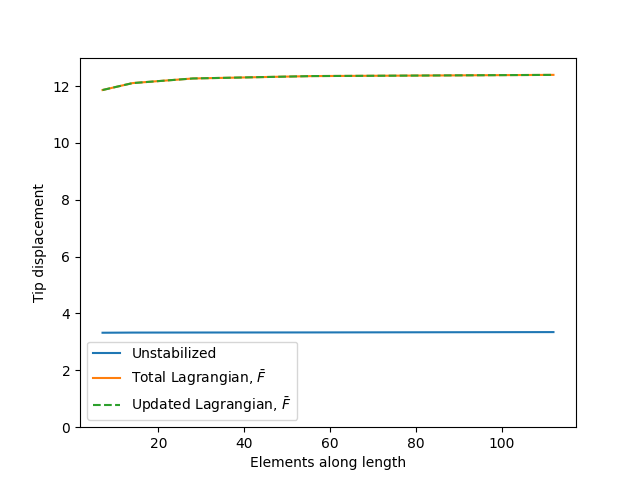 12
10
8
6
4
2
0
Tip displacement
Unstabilized
Total Lagrangian, F̄
Updated Lagrangian, F̄
20 40 60 80 100
Elements along length